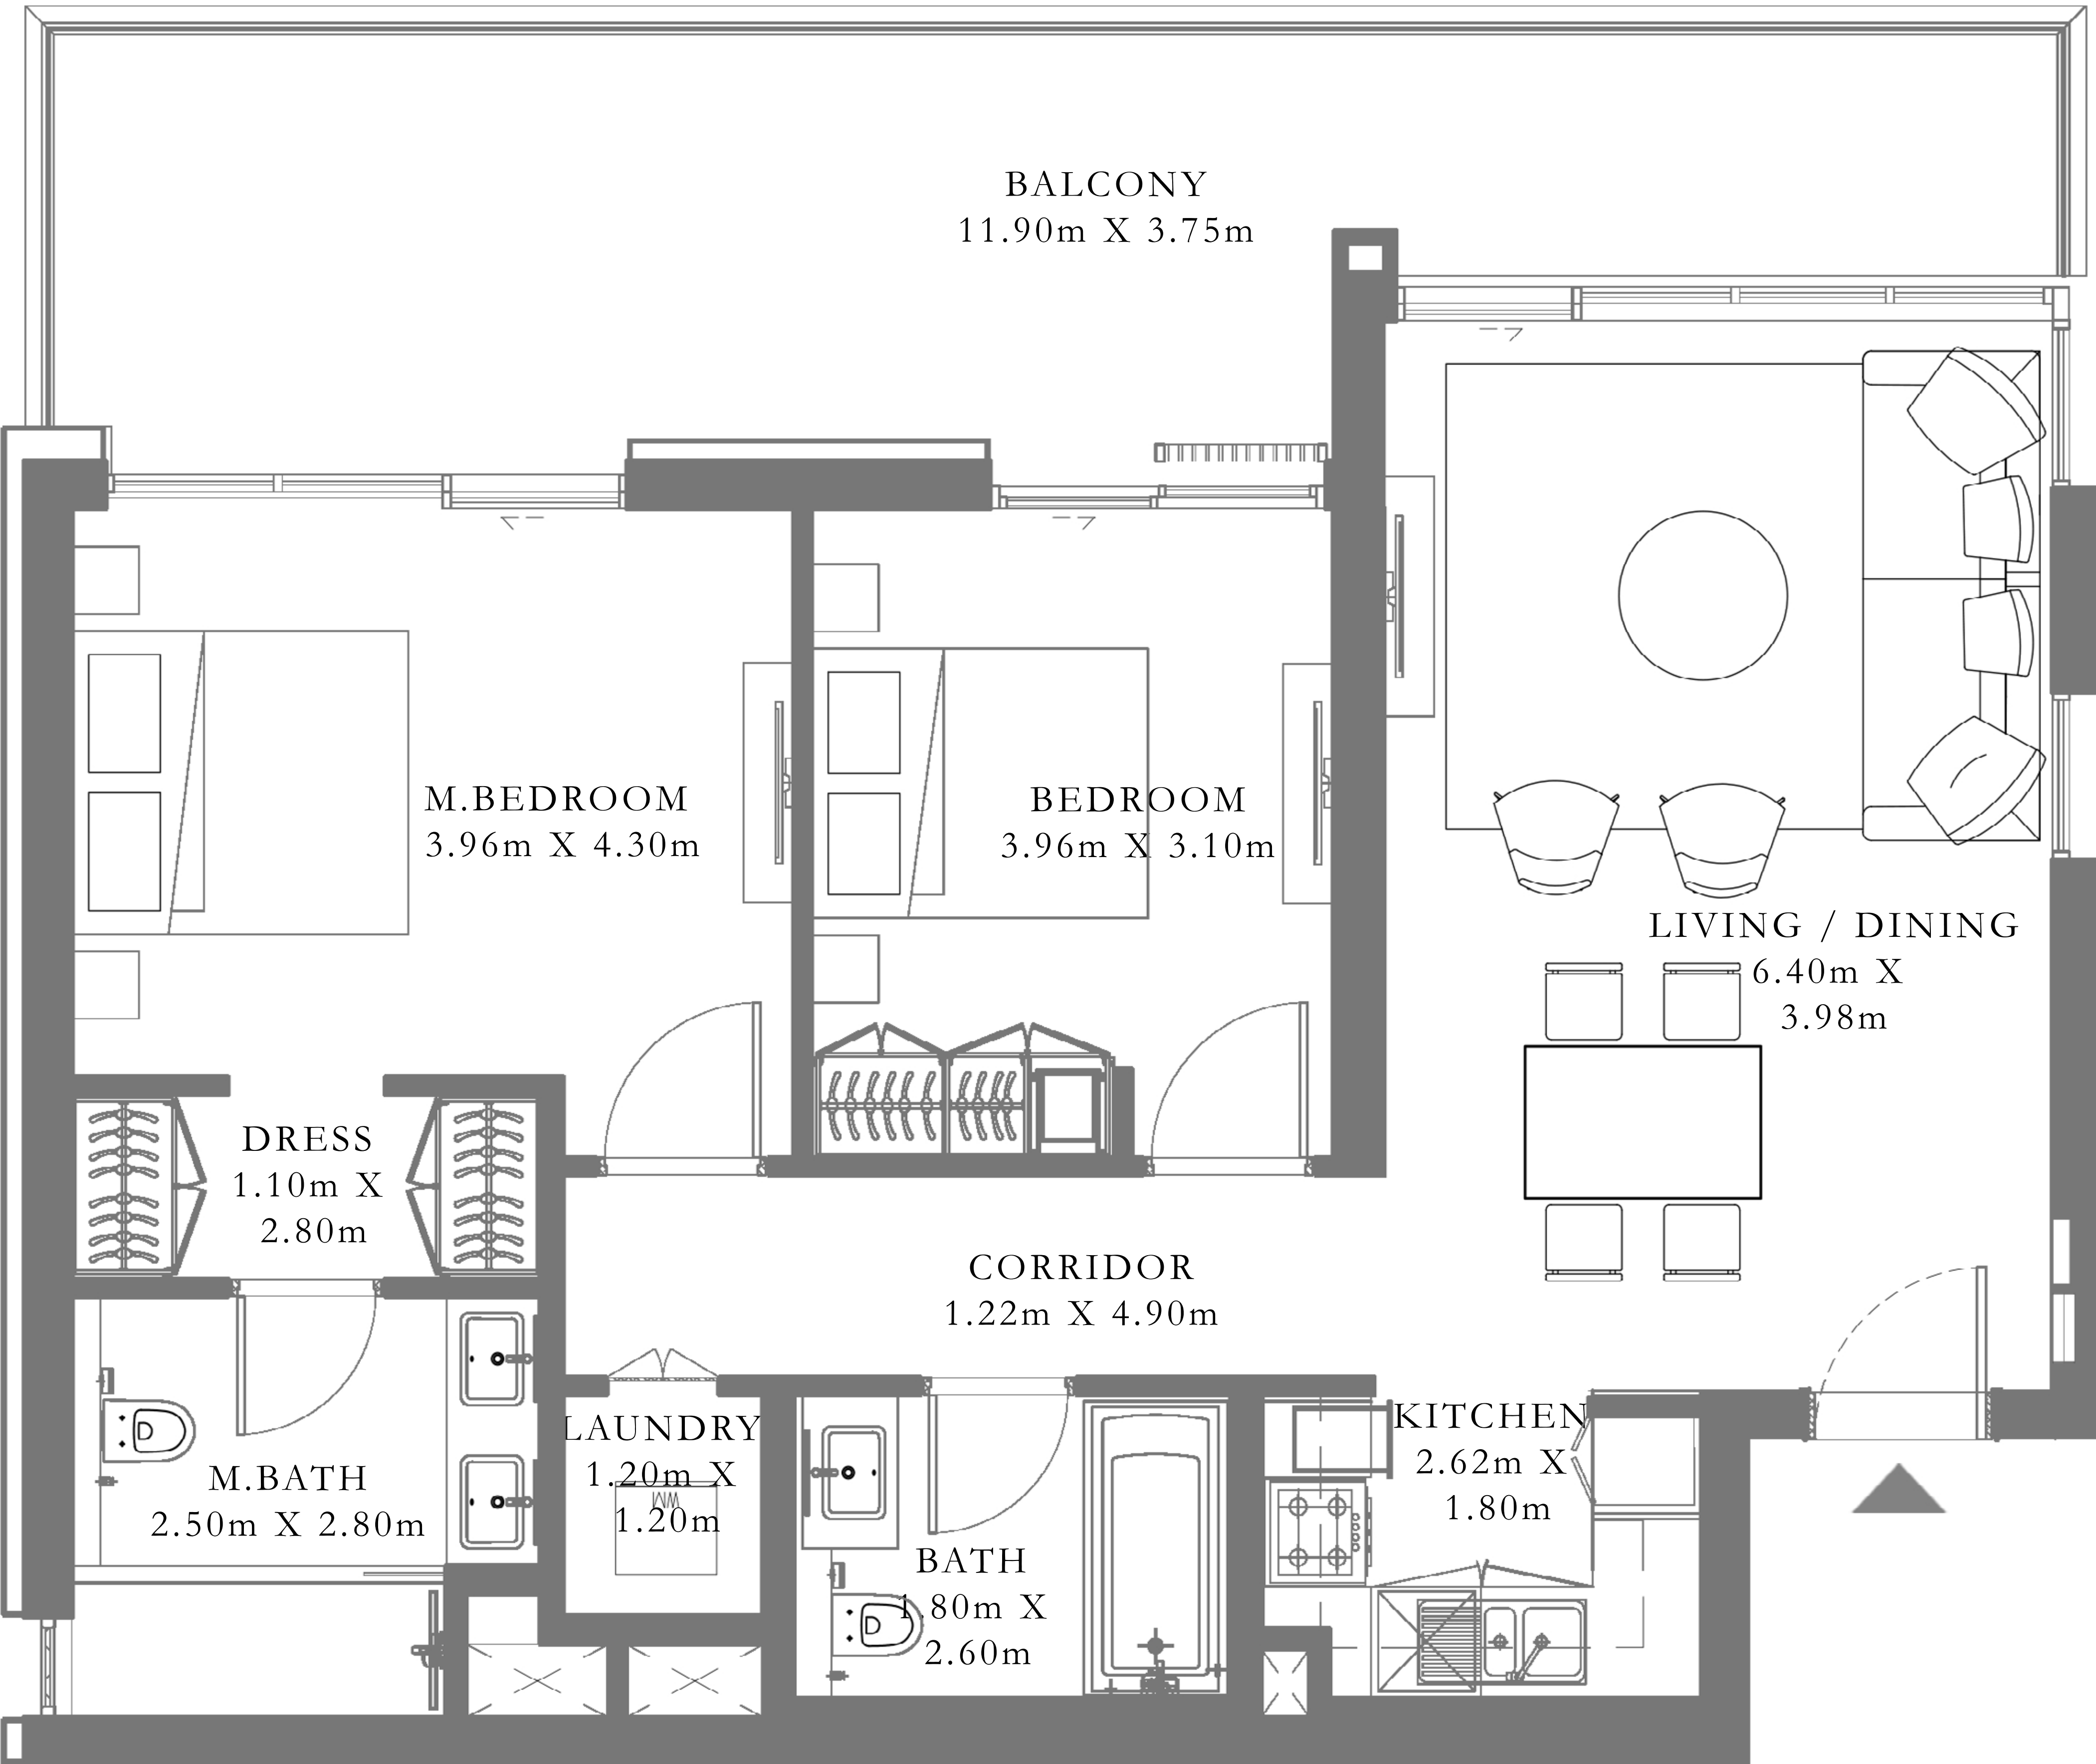 BALCONY
11.90m X 3.75m
M.BEDROOM
3.96m X 4.30m
BEDROOM
3.96m X 3.10m
LIVING / DINING
6.40m X
3.98m
DRESS
1.10m X
2.80m
CORRIDOR
1.22m X 4.90m
M.BATH
2.50m X 2.80m
LAUNDRY
1.20m X
WM
1.20m
BATH
1.80m X
2.60m
KITCHEN
2.62m X
1.80m